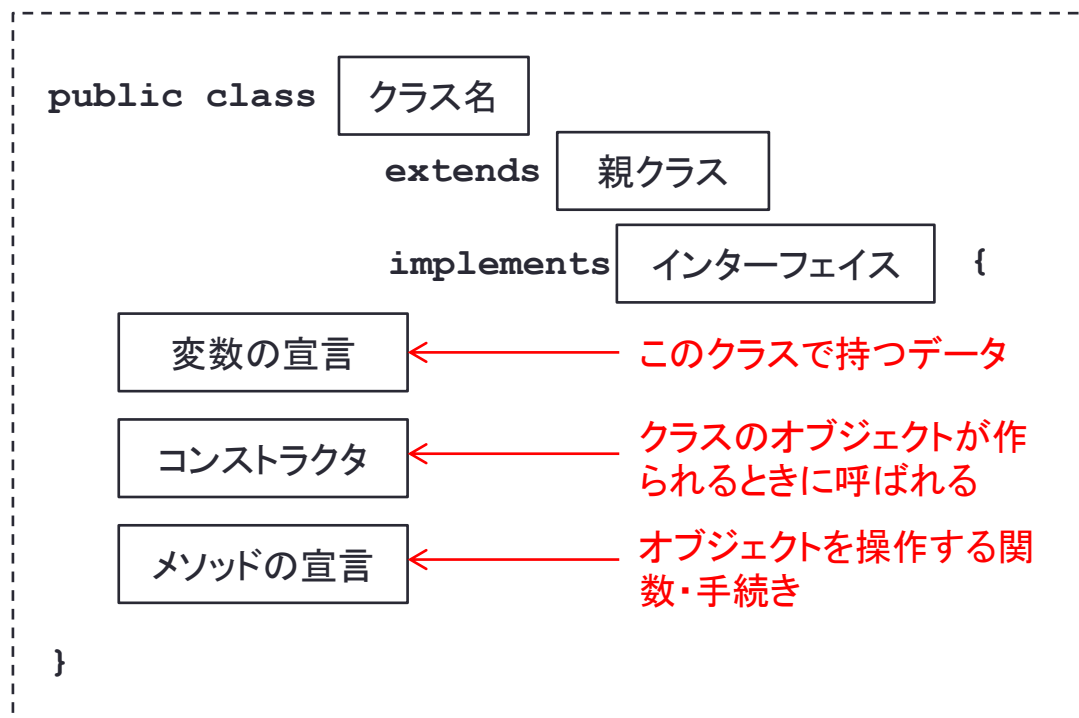 public class クラス名
extends 親クラス
implements インターフェイス {
変数の宣言 このクラスで持つデータ
コンストラクタ クラスのオブジェクトが作
られるときに呼ばれる
メソッドの宣言 オブジェクトを操作する関
数・手続き
}